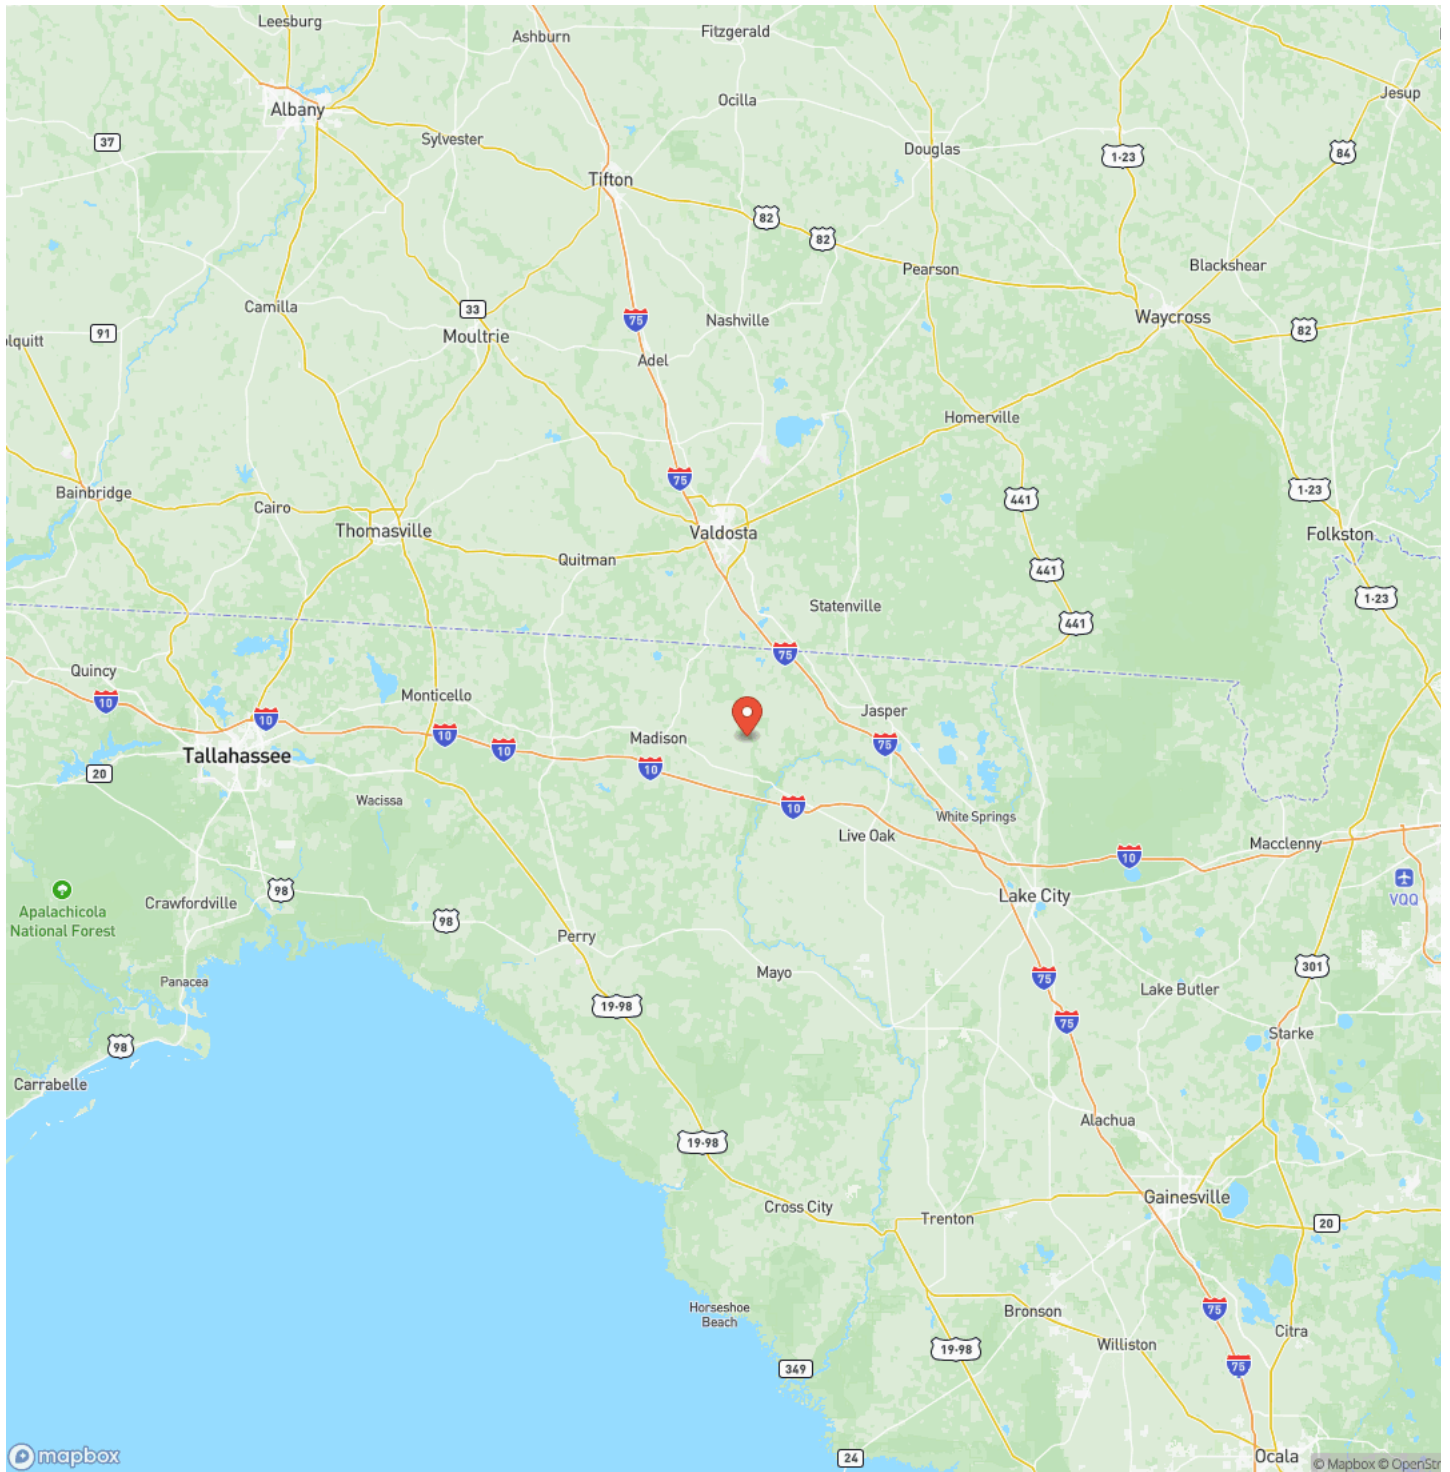 Leesburg
Ashburn
Fitzgerald
Albany
Ocilla
Jesup
37
Sylvester
Douglas
1-23
84
Tifton
82
82
Pearson
Blackshear
Camilla
33
75
Nashville
Waycross
82
91
olquitt
Moultrie
Adel
Homerville
75
Bainbridge
Cairo
441
1-23
Thomasville
Valdosta
Folkston
Quitman
441
1-23
Statenville
441
75
Quincy
10
Monticello
Jasper
10
10
Madison
75
Tallahassee
10
10
20
Wacissa
10
White Springs
Live Oak
Macclenny
10
98
Lake City
VQQ
Apalachicola
National Forest
Crawfordville
98
Perry
301
Panacea
Mayo
75
Lake Butler
19-98
75
Starke
98
Carrabelle
Alachua
19-98
Gainesville
Cross City
Trenton
20
Horseshoe
Beach
Bronson
75
Citra
19-98
Williston
75
349
24
Ocala
mapbox
© Mapbox © OpenStr